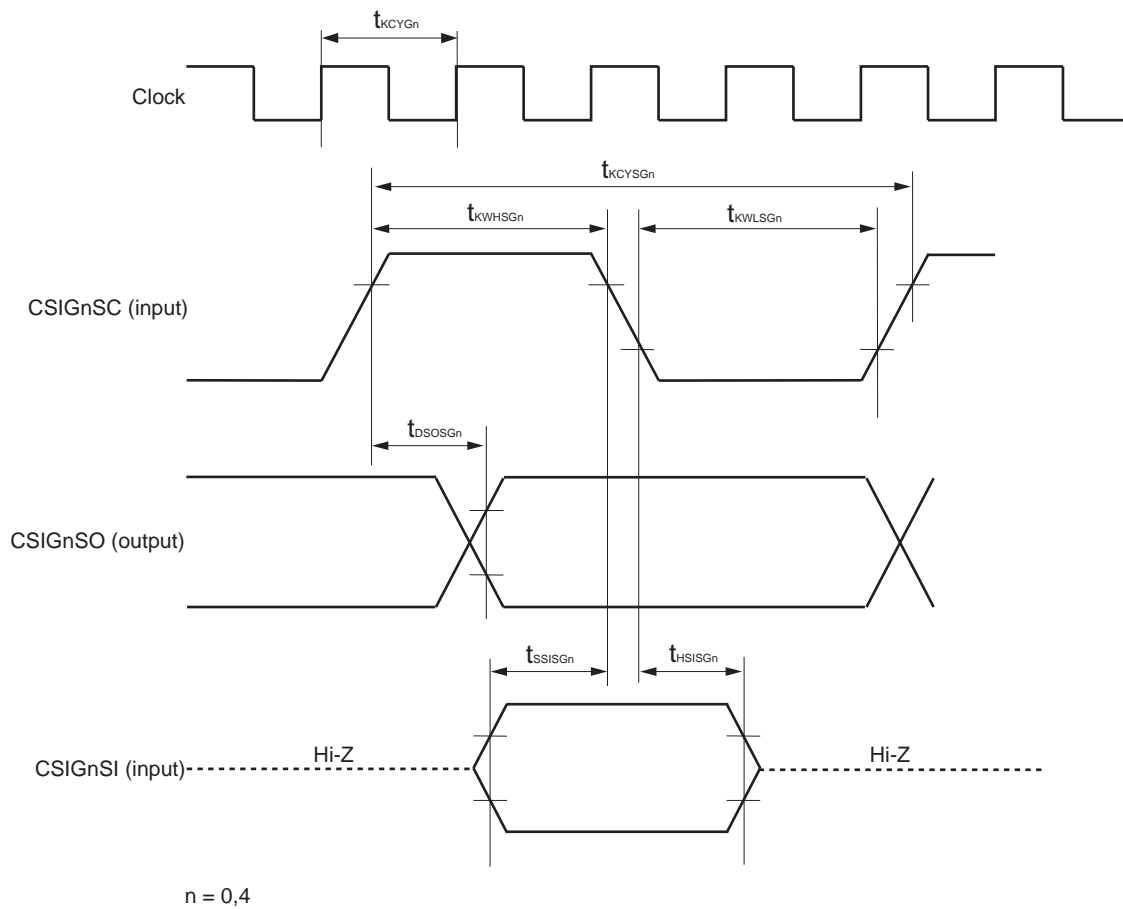 tKCYGn
Clock
tKCYSGn
tKWHSGn
tKWLSGn
CSIGnSC (input)
tDSOSGn
CSIGnSO (output)
tSSISGn
tHSISGn
Hi-Z
Hi-Z
CSIGnSI (input)
n = 0,4